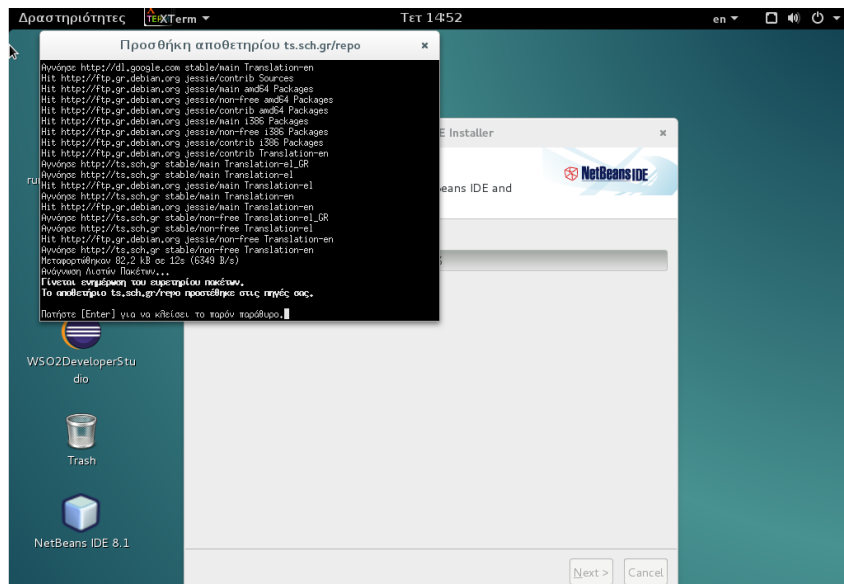 Δραστηριότητες
XTerm
Τετ 14:52
en
Προσθήκη αποθετηρίου ts.sch.gr/repo
Αγνόησε http://dl.google.com stable/main Translation-en
Hit http://ftp.gr.debian.org jessie/contrib Sources
Hit http://ftp.gr.debian.org jessie/main amd64 Packages
Hit http://ftp.gr.debian.org jessie/non-free amd64 Packages
Hit http://ftp.gr.debian.org jessie/contrib amd64 Packages
Hit http://ftp.gr.debian.org jessie/main i386 Packages
Hit http://ftp.gr.debian.org jessie/non-free i386 Packages
Hit http://ftp.gr.debian.org jessie/contrib i386 Packages
Hit http://ftp.gr.debian.org jessie/contrib Translation-en
Αγνόησε http://ts.sch.gr stable/main Translation-el_GR
Αγνόησε http://ts.sch.gr stable/main Translation-el
Hit http://ftp.gr.debian.org jessie/main Translation-el
Αγνόησε http://ts.sch.gr stable/main Translation-en
Hit http://ftp.gr.debian.org jessie/main Translation-en
Αγνόησε http://ts.sch.gr stable/non-free Translation-el_GR
Αγνόησε http://ts.sch.gr stable/non-free Translation-el
Hit http://ftp.gr.debian.org jessie/non-free Translation-en
Αγνόησε http://ts.sch.gr stable/non-free Translation-en
Μεταφορτώθηκαν 82,2 kB σε 12s (6349 B/s)
Ανάγνωση Λιστών Πακέτων...
Γίνεται ενημέρωση του ευρετηρίου πακέτων.
Το αποθετήριο ts.sch.gr/repo προστέθηκε στις πηγές σας.
Πατήστε [Enter] για να κλείσει το παρόν παράθυρο.
E Installer
NetBeans IDE
eans IDE and
ru
WSO2DeveloperStu
dio
Trash
NetBeans IDE 8.1
Next >
Cancel